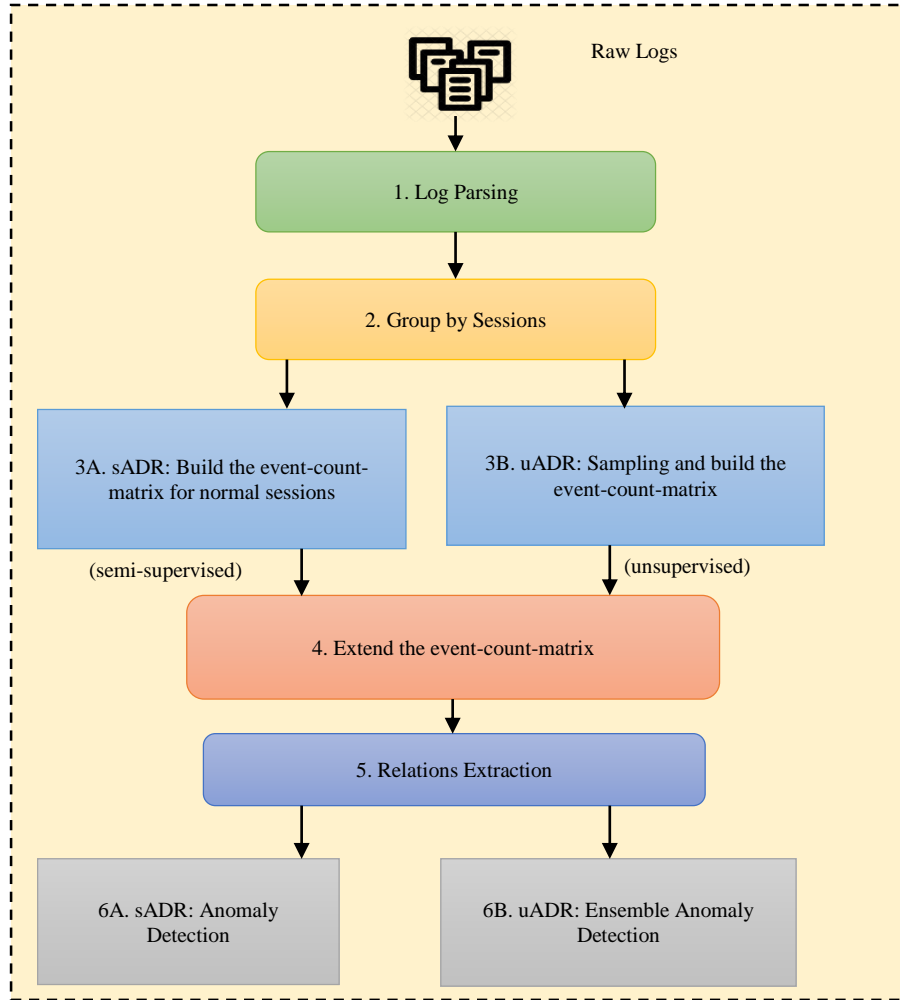 Raw Logs
1. Log Parsing
2. Group by Sessions
3A. sADR: Build the event-count-
matrix for normal sessions
3B. uADR: Sampling and build the
event-count-matrix
(semi-supervised)
(unsupervised)
4. Extend the event-count-matrix
5. Relations Extraction
6A. sADR: Anomaly
Detection
6B. uADR: Ensemble Anomaly
Detection